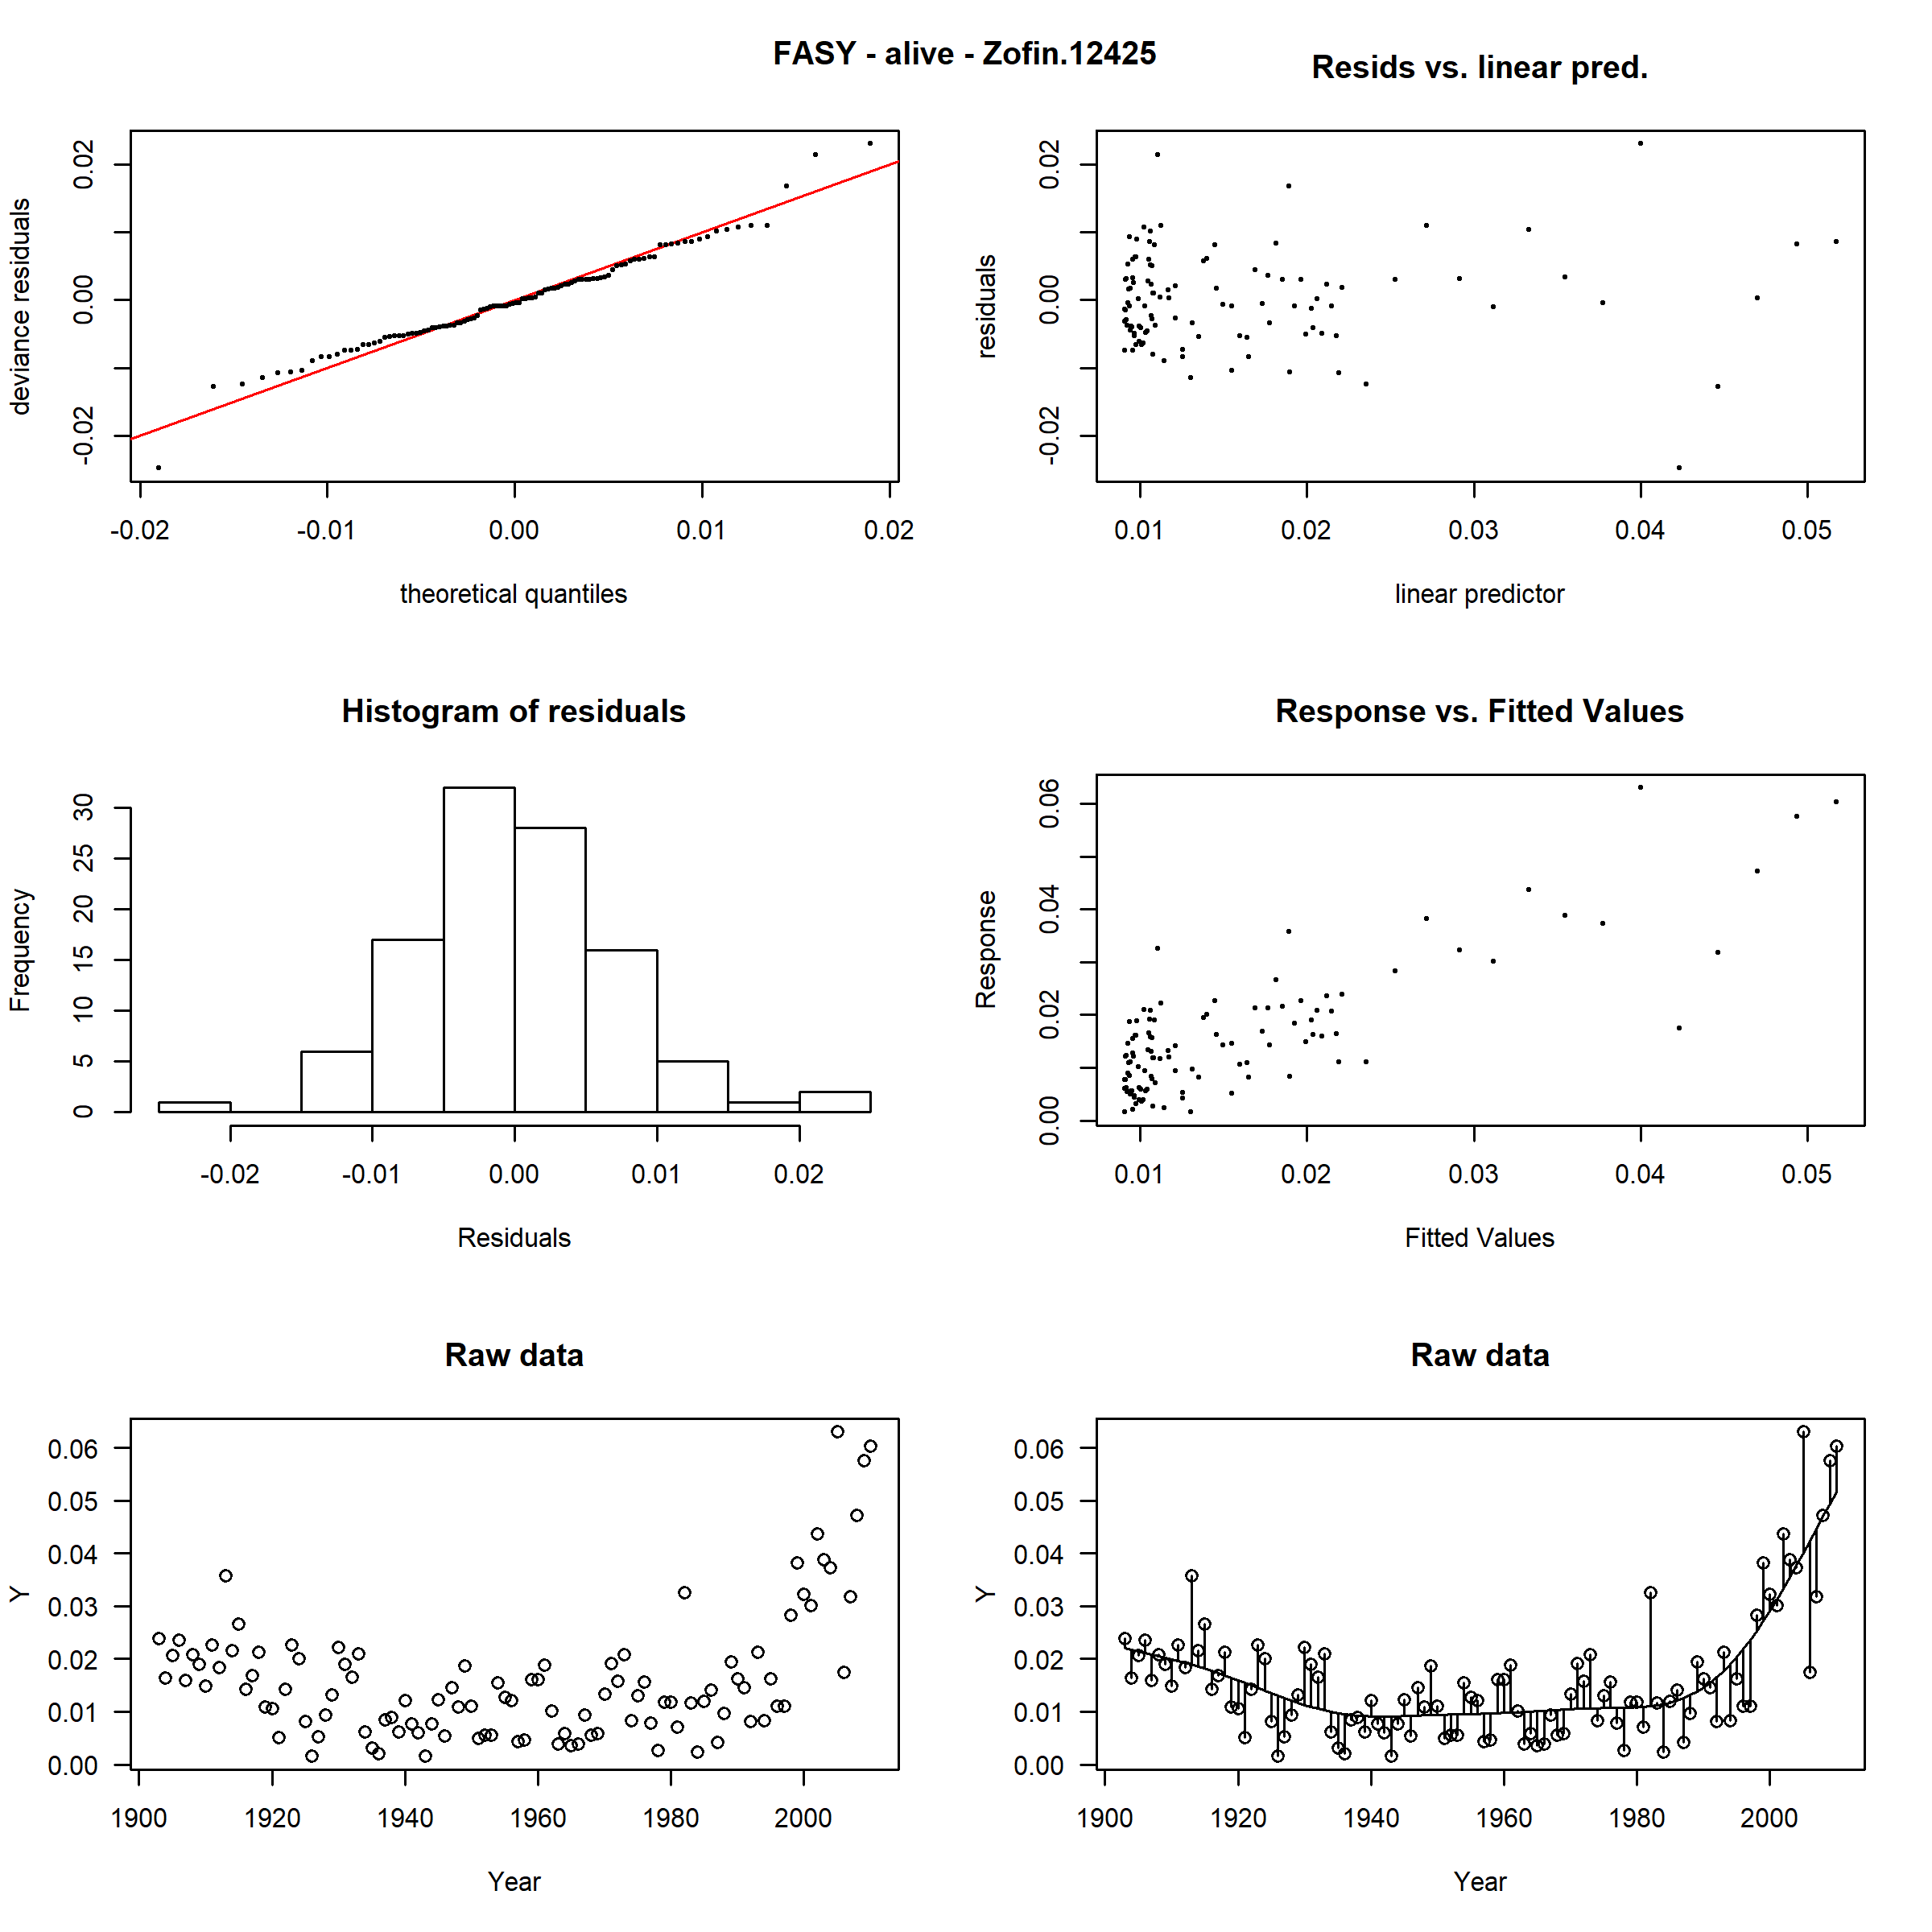 FASY - alive - Zofin.12425
deviance residuals
-0.02 0.00 0.02
-0.02 -0.01 0.00 0.01 0.02
theoretical quantiles
Resids vs. linear pred.
residuals
-0.02 0.00 0.02
0.01 0.02 0.03 0.04 0.05
linear predictor
Histogram of residuals
Frequency
0 5 10 15 20 25 30
-0.02 -0.01 0.00 0.01 0.02
Residuals
Response vs. Fitted Values
Response
0.00 0.02 0.04 0.06
0.01 0.02 0.03 0.04 0.05
Fitted Values
Raw data
Y
0.06
0.05
0.04
0.03
0.02
0.01
0.00
1900 1920 1940 1960 1980 2000
Year
Raw data
Y
0.06
0.05
0.04
0.03
0.02
0.01
0.00
1900 1920 1940 1960 1980 2000
Year